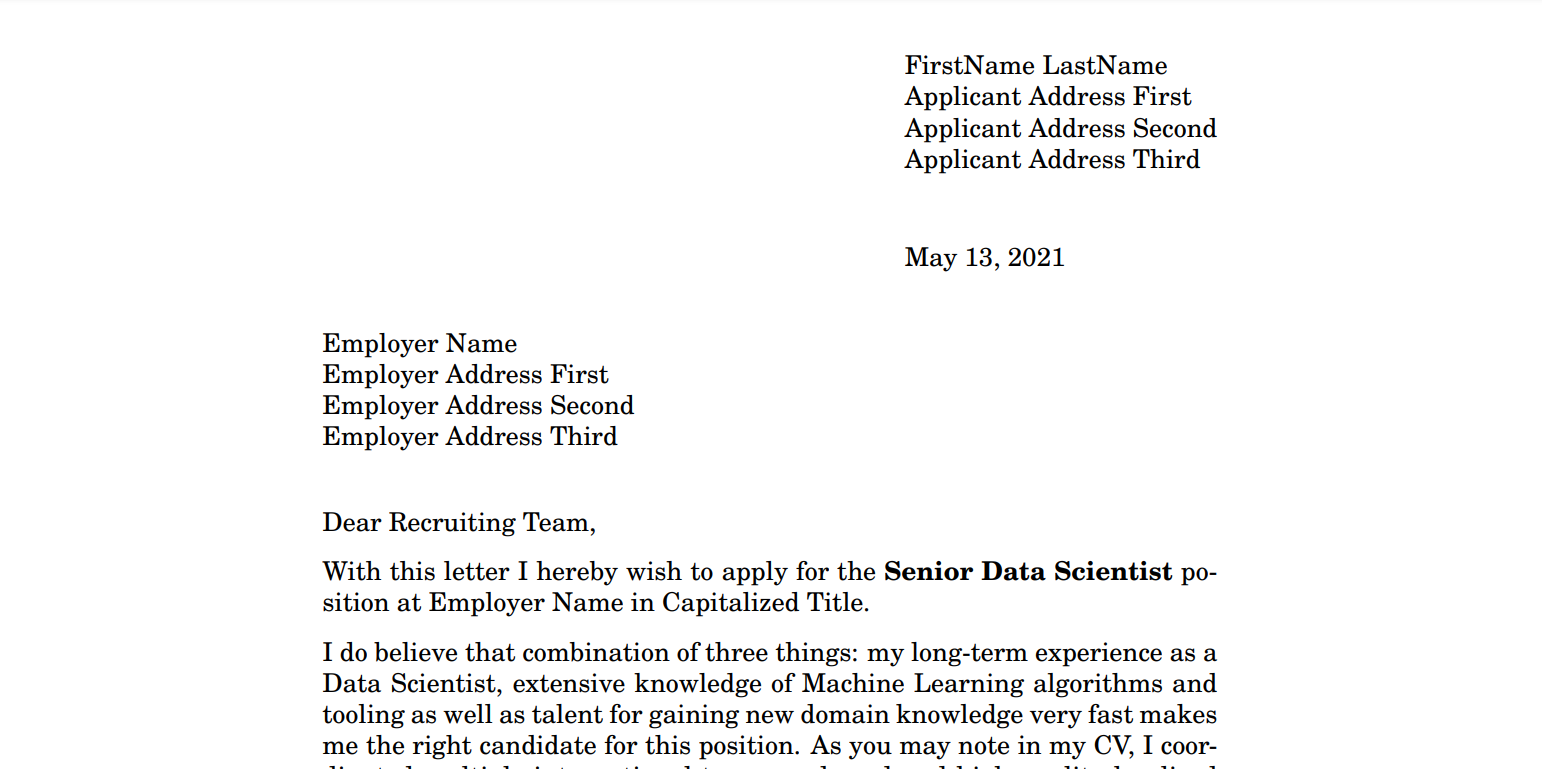 FirstName LastName
Applicant Address First
Applicant Address Second
Applicant Address Third
May 13, 2021
Employer Name
Employer Address First
Employer Address Second
Employer Address Third
Dear Recruiting Team,
With this letter I hereby wish to apply for the Senior Data Scientist po-
sition at Employer Name in Capitalized Title.
I do believe that combination of three things: my long-term experience as a
Data Scientist, extensive knowledge of Machine Learning algorithms and
tooling as well as talent for gaining new domain knowledge very fast makes
me the right candidate for this position. As you may note in my CV, I coor-